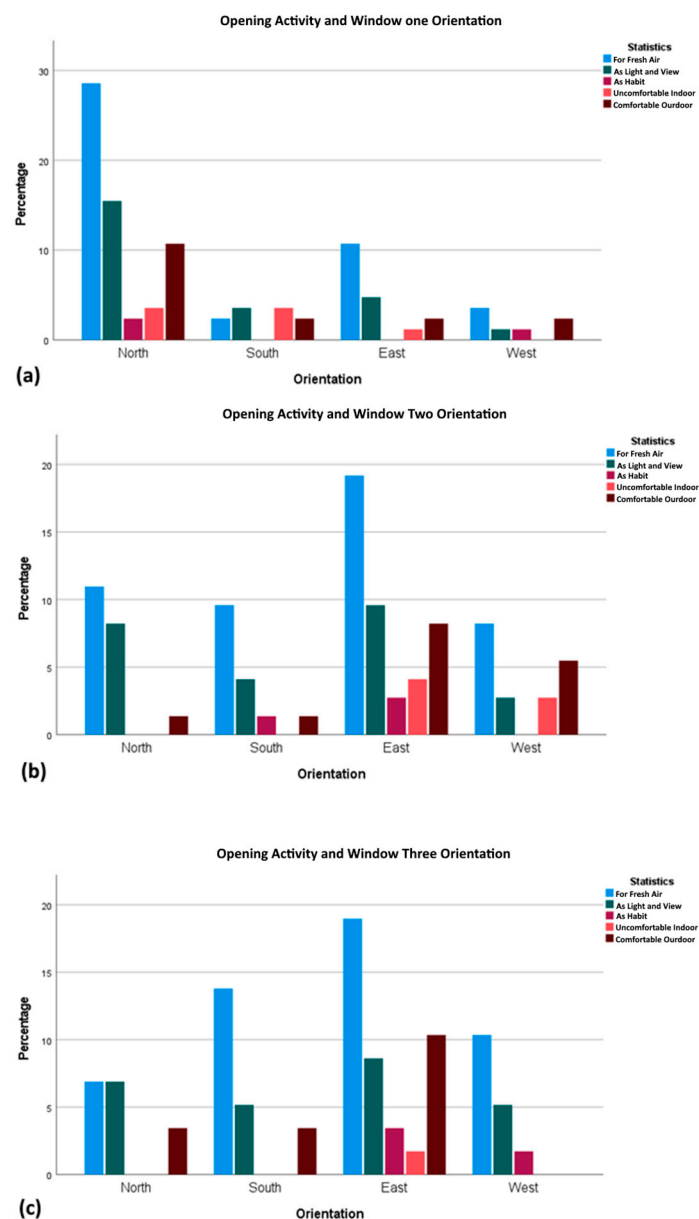 Opening Activity and Window one Orientation
Statistics
For Fresh Air
As Light and View
As Habit
Uncomfortable Indoor
Comfortable Ourdoor
Percentage
30
20
10
0
North South East West
Orientation
(a)
Opening Activity and Window Two Orientation
Statistics
For Fresh Air
As Light and View
As Habit
Uncomfortable Indoor
Comfortable Ourdoor
Percentage
20
15
10
5
0
North South East West
Orientation
(b)
Opening Activity and Window Three Orientation
Statistics
For Fresh Air
As Light and View
As Habit
Uncomfortable Indoor
Comfortable Ourdoor
Percentage
20
15
10
5
0
North South East West
Orientation
(c)